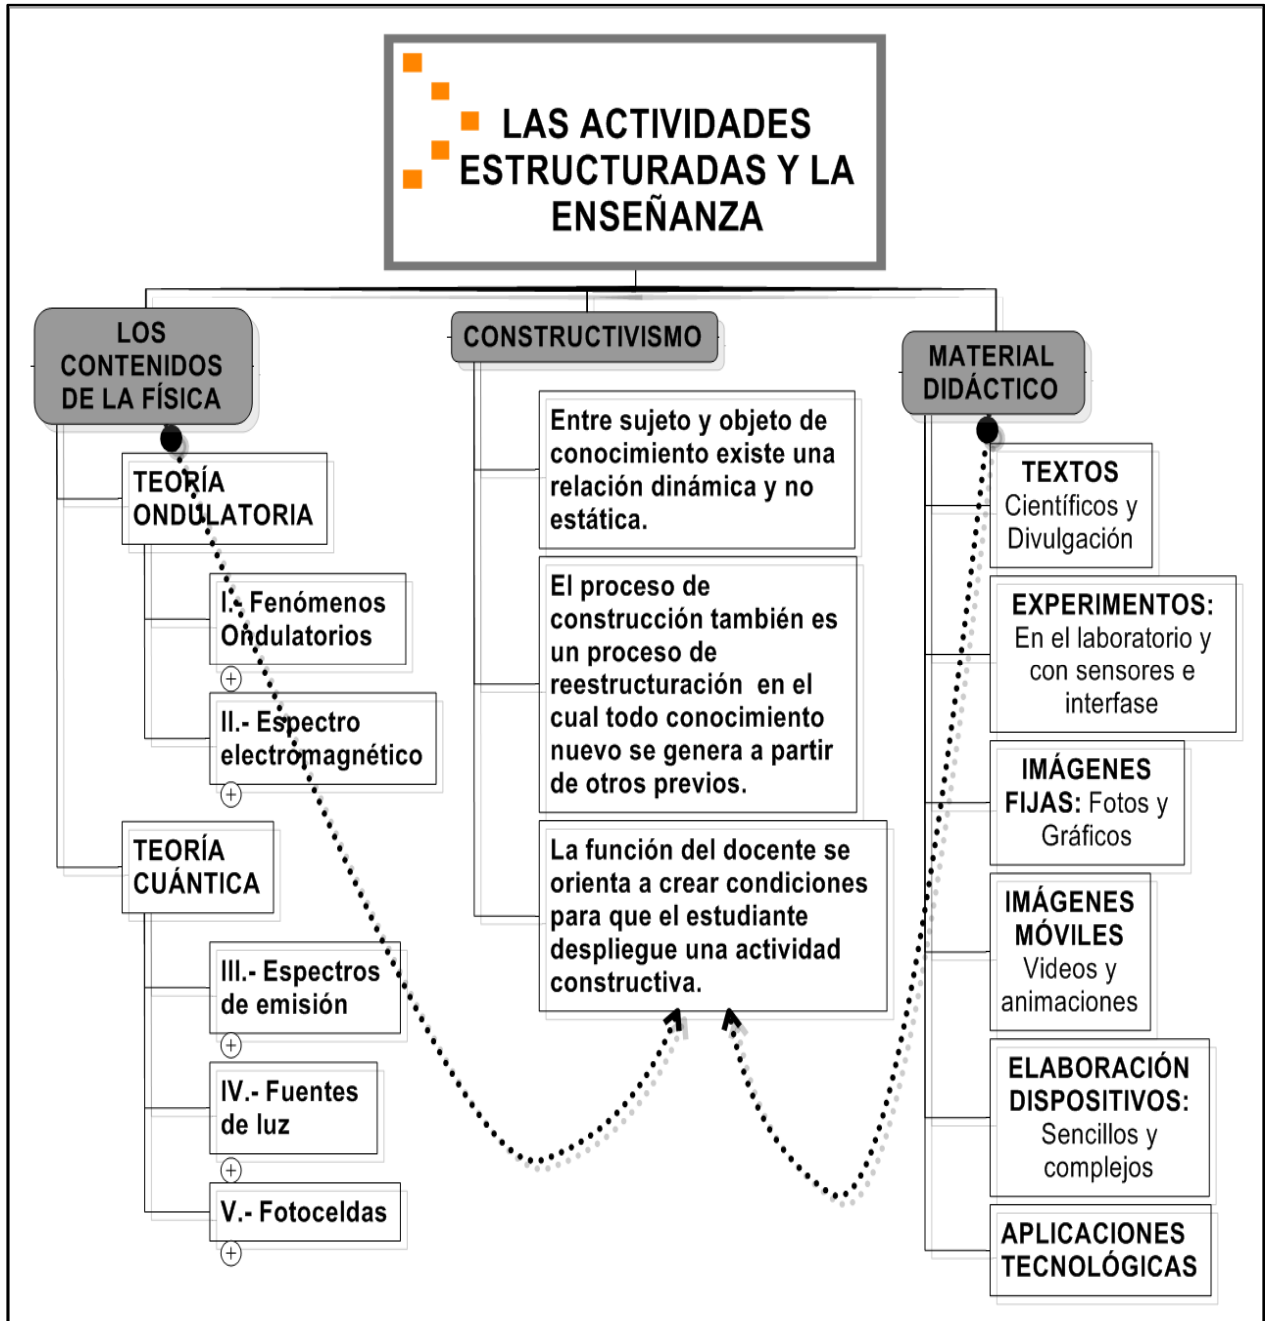 LAS ACTIVIDADES
ESTRUCTURADAS Y LA
ENSEÑANZA
LOS
CONTENIDOS
DE LA FÍSICA
TEORÍA
ONDULATORIA
I.- Fenómenos
Ondulatorios
II.- Espectro
electromagnético
TEORÍA
CUÁNTICA
III.- Espectros
de emisión
IV.- Fuentes
de luz
V.- Fotoceldas
CONSTRUCTIVISMO
Entre sujeto y objeto de
conocimiento existe una
relación dinámica y no
estática.
El proceso de
construcción también es
un proceso de
reestructuración en el
cual todo conocimiento
nuevo se genera a partir
de otros previos.
La función del docente se
orienta a crear condiciones
para que el estudiante
despliegue una actividad
constructiva.
MATERIAL
DIDÁCTICO
TEXTOS
Científicos y
Divulgación
EXPERIMENTOS:
En el laboratorio y
con sensores e
interfase
IMÁGENES
FIJAS: Fotos y
Gráficos
IMÁGENES
MÓVILES
Videos y
animaciones
ELABORACIÓN
DISPOSITIVOS:
Sencillos y
complejos
APLICACIONES
TECNOLÓGICAS